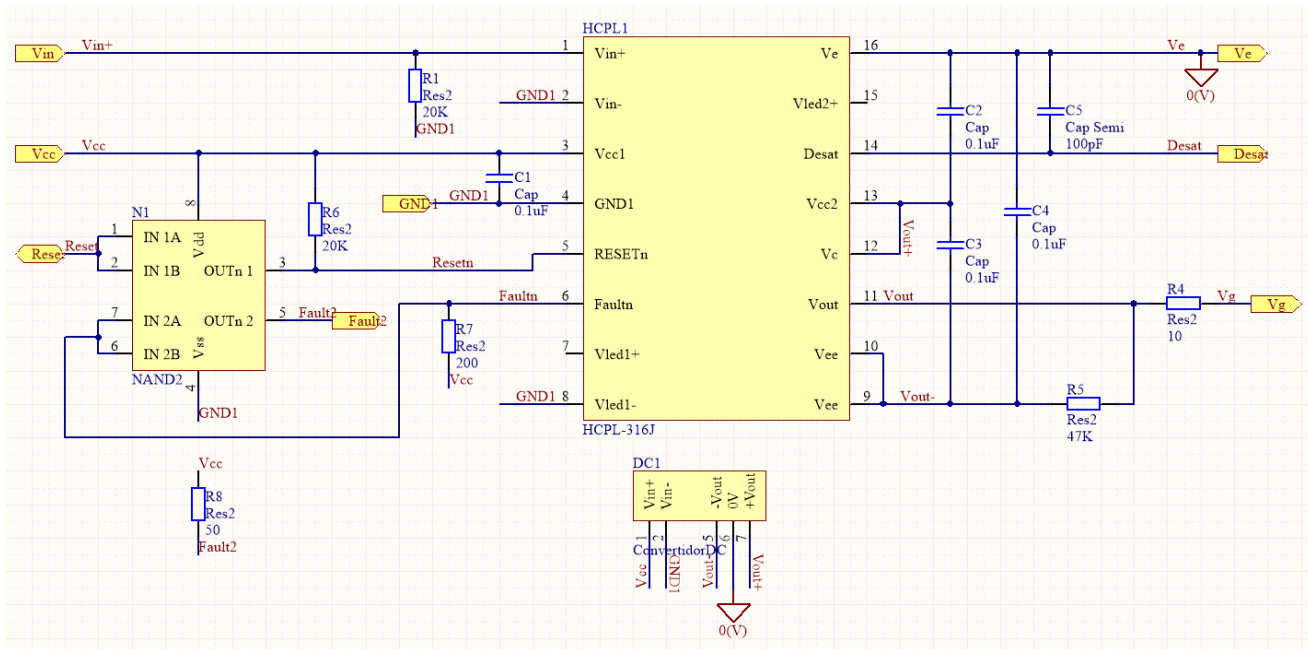 HCPL1
Vin
Vin+
1
Vin+
Ve
16
Ve
Ve
R1
Res2
20K
GND1
0(V)
GND1
2
Vin-
Vled2+
15
C2
Cap
0.1uF
C5
Cap Semi
100pF
Vcc
Vcc
3
Vcc1
Desat
14
Desat
Desat
C1
Cap
0.1uF
GND1
GND1
4
GND1
Vcc2
13
N1
8
R6
Res2
20K
C4
Cap
0.1uF
Vout+
Reset
Reset
1
IN 1A
Vdd
2
IN 1B
OUTn 1
3
Resetn
5
RESETn
Vc
12
C3
Cap
0.1uF
Faultn
6
Faultn
Vout
11
Vout
R4
Res2
10
Vg
Vg
7
IN 2A
OUTn 2
5
Fault2
Fault2
6
IN 2B
Vss
R7
Res2
200
Vcc
7
Vled1+
Vee
10
NAND2
4
GND1
GND1
8
Vled1-
Vee
9
Vout-
R5
Res2
47K
HCPL-316J
Vcc
R8
Res2
50
Fault2
DC1
Vin+
Vin-
-Vout
0V
+Vout
1
2
5
6
7
ConvertidorDC
Vcc
GND1
Vout-
Vout+
0(V)